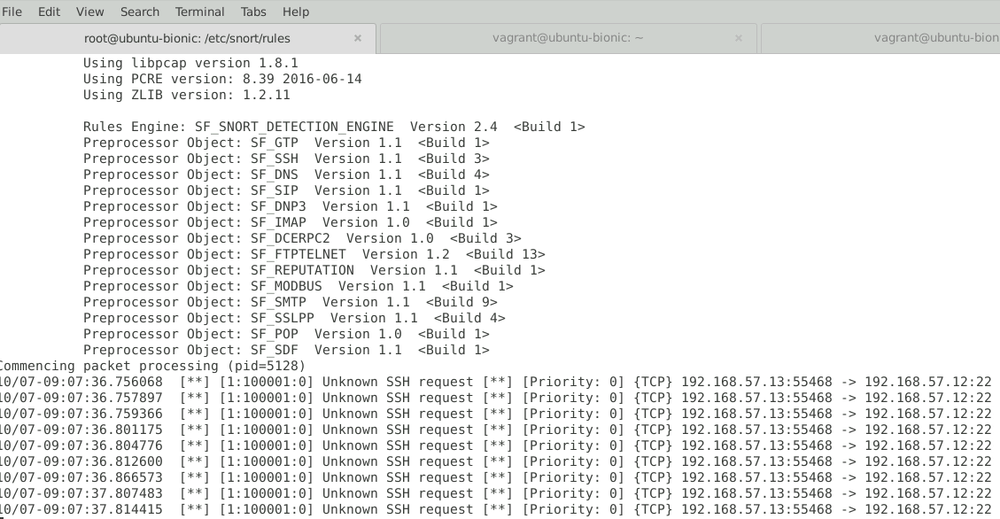 File Edit View Search Terminal Tabs Help
root@ubuntu-bionic: /etc/snort/rules × vagrant@ubuntu-bionic: ~ × vagrant@ubuntu-bion
Using libpcap version 1.8.1
Using PCRE version: 8.39 2016-06-14
Using ZLIB version: 1.2.11
Rules Engine: SF_SNORT_DETECTION_ENGINE Version 2.4 <Build 1>
Preprocessor Object: SF_GTP Version 1.1 <Build 1>
Preprocessor Object: SF_SSH Version 1.1 <Build 3>
Preprocessor Object: SF_DNS Version 1.1 <Build 4>
Preprocessor Object: SF_SIP Version 1.1 <Build 1>
Preprocessor Object: SF_DNP3 Version 1.1 <Build 1>
Preprocessor Object: SF_IMAP Version 1.0 <Build 1>
Preprocessor Object: SF_DCERPC2 Version 1.0 <Build 3>
Preprocessor Object: SF_FTPTELNET Version 1.2 <Build 13>
Preprocessor Object: SF_REPUTATION Version 1.1 <Build 1>
Preprocessor Object: SF_MODBUS Version 1.1 <Build 1>
Preprocessor Object: SF_SMTP Version 1.1 <Build 9>
Preprocessor Object: SF_SSLPP Version 1.1 <Build 4>
Preprocessor Object: SF_POP Version 1.0 <Build 1>
Preprocessor Object: SF_SDF Version 1.1 <Build 1>
Commencing packet processing (pid=5128)
10/07-09:07:36.756068 [**] [1:100001:0] Unknown SSH request [**] [Priority: 0] {TCP} 192.168.57.13:55468 -> 192.168.57.12:22
10/07-09:07:36.757897 [**] [1:100001:0] Unknown SSH request [**] [Priority: 0] {TCP} 192.168.57.13:55468 -> 192.168.57.12:22
10/07-09:07:36.759366 [**] [1:100001:0] Unknown SSH request [**] [Priority: 0] {TCP} 192.168.57.13:55468 -> 192.168.57.12:22
10/07-09:07:36.801175 [**] [1:100001:0] Unknown SSH request [**] [Priority: 0] {TCP} 192.168.57.13:55468 -> 192.168.57.12:22
10/07-09:07:36.804776 [**] [1:100001:0] Unknown SSH request [**] [Priority: 0] {TCP} 192.168.57.13:55468 -> 192.168.57.12:22
10/07-09:07:36.812600 [**] [1:100001:0] Unknown SSH request [**] [Priority: 0] {TCP} 192.168.57.13:55468 -> 192.168.57.12:22
10/07-09:07:36.866573 [**] [1:100001:0] Unknown SSH request [**] [Priority: 0] {TCP} 192.168.57.13:55468 -> 192.168.57.12:22
10/07-09:07:37.807483 [**] [1:100001:0] Unknown SSH request [**] [Priority: 0] {TCP} 192.168.57.13:55468 -> 192.168.57.12:22
10/07-09:07:37.814415 [**] [1:100001:0] Unknown SSH request [**] [Priority: 0] {TCP} 192.168.57.13:55468 -> 192.168.57.12:22